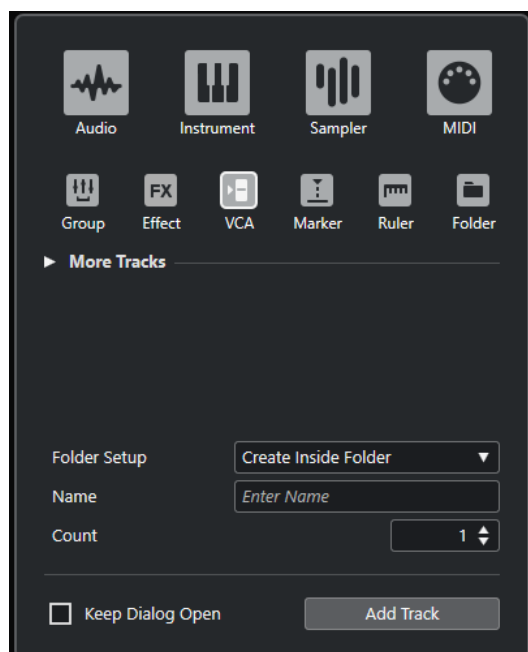 Audio Instrument Sampler MIDI
FX
Group Effect VCA Marker Ruler Folder
More Tracks
Folder Setup Create Inside Folder
Name Enter Name
Count 1
Keep Dialog Open Add Track